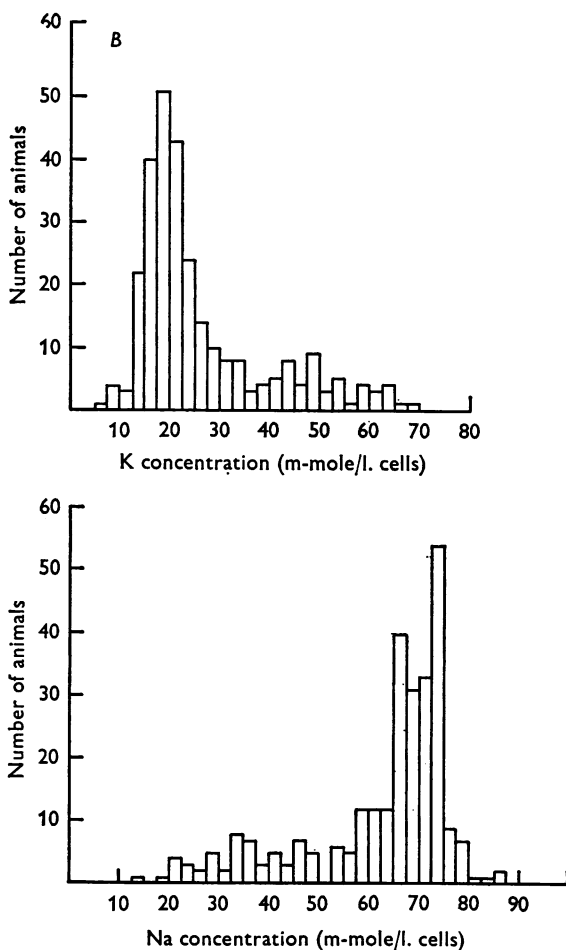 B
Number of animals
60
50
40
30
20
10
10 20 30 40 50 60 70 80
K concentration (m-mole/l. cells)
Number of animals
60
50
40
30
20
10
10 20 30 40 50 60 70 80 90
Na concentration (m-mole/l. cells)